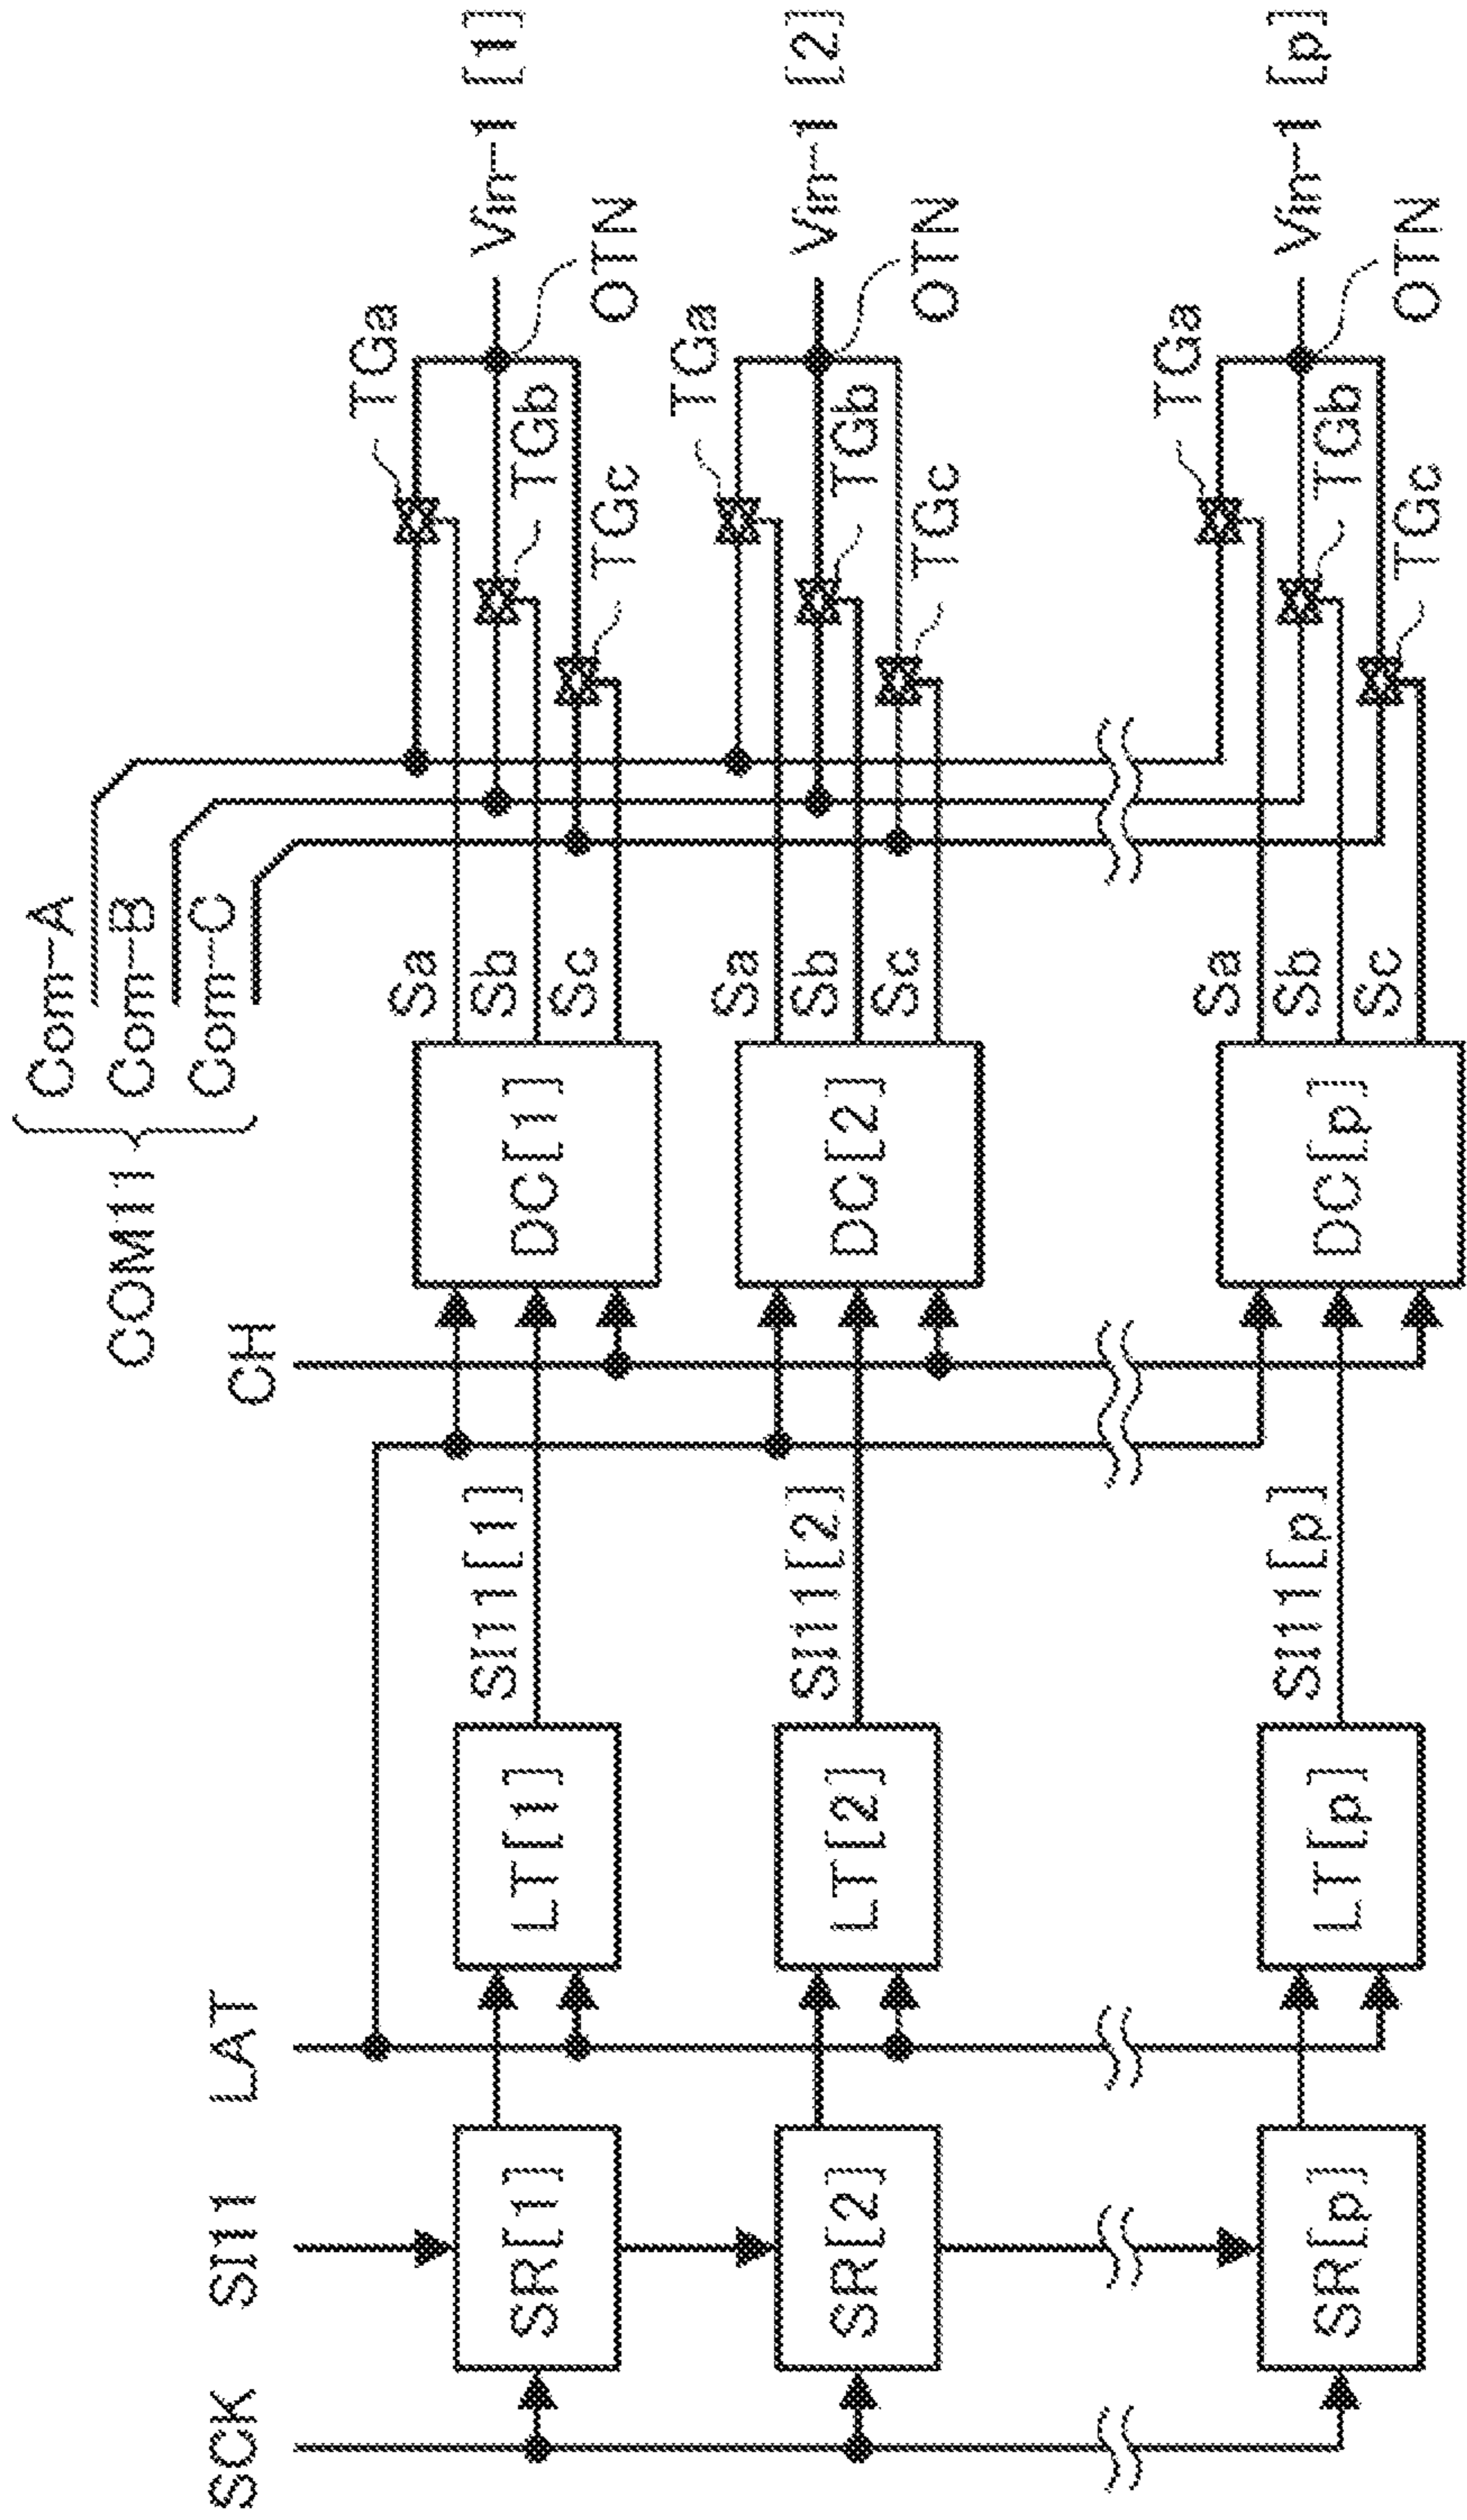 SCK SI11 LAT CH COM11 { Com-A
Com-B
Com-C
SR[1] LT[1] SI11[1] DC[1] Sa Sb Sc TGa TGb TGc OTN Vin-1 [1]
SR[2] LT[2] SI11[2] DC[2] Sa Sb Sc TGa TGb TGc OTN Vin-1 [2]
SR[p] LT[p] SI11[p] DC[p] Sa Sb Sc TGa TGb TGc OTN Vin-1 [p]